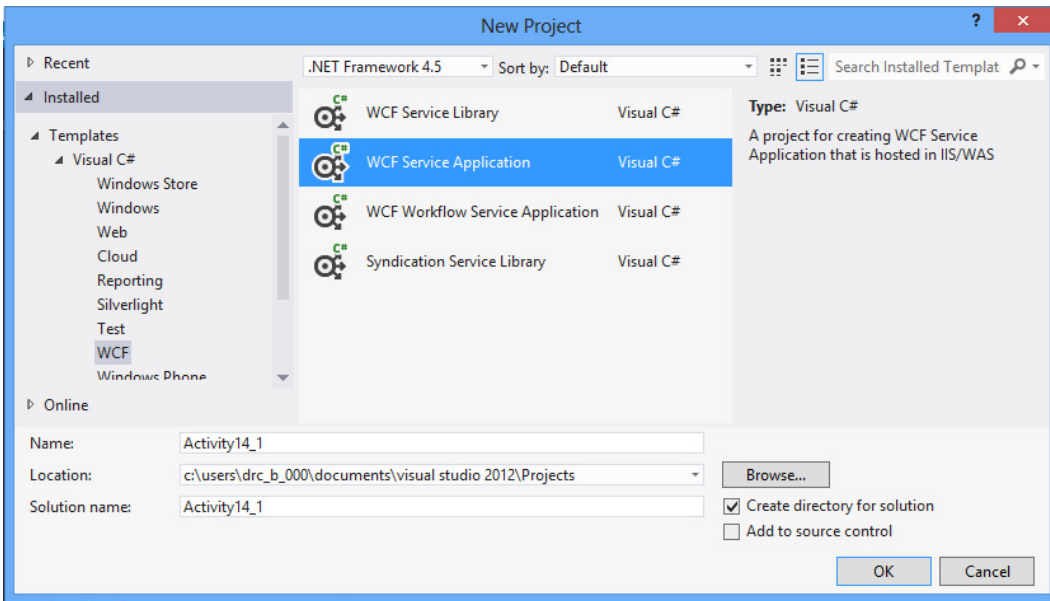 New Project
? ×
Recent
.NET Framework 4.5 Sort by: Default
Search Installed Templat
Installed
Templates
Visual C#
Windows Store
Windows
Web
Cloud
Reporting
Silverlight
Test
WCF
Windows Phone
Online
C# WCF Service Library Visual C#
C# WCF Service Application Visual C#
C# WCF Workflow Service Application Visual C#
C# Syndication Service Library Visual C#
Type: Visual C#
A project for creating WCF Service
Application that is hosted in IIS/WAS
Name: Activity14_1
Location: c:\users\drc_b_000\documents\visual studio 2012\Projects Browse...
Solution name: Activity14_1
Create directory for solution
Add to source control
OK Cancel